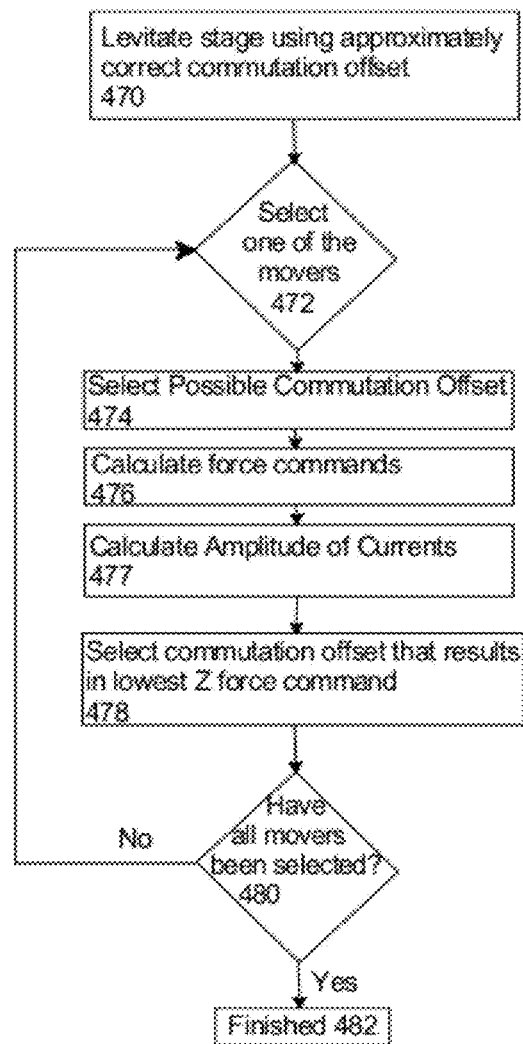 Levitate stage using approximately
correct commutation offset
470
Select
one of the
movers
472
Select Possible Commutation Offset
474
Calculate force commands
476
Calculate Amplitude of Currents
477
Select commutation offset that results
in lowest Z force command
478
Have
all movers
been selected?
480
No
Yes
Finished 482